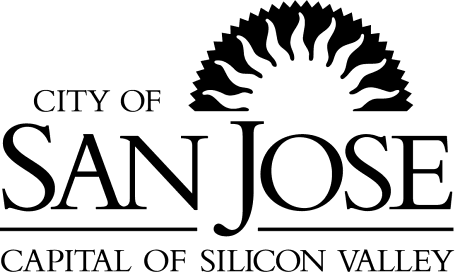 CITY OF
SAN JOSE
CAPITAL OF SILICON VALLEY